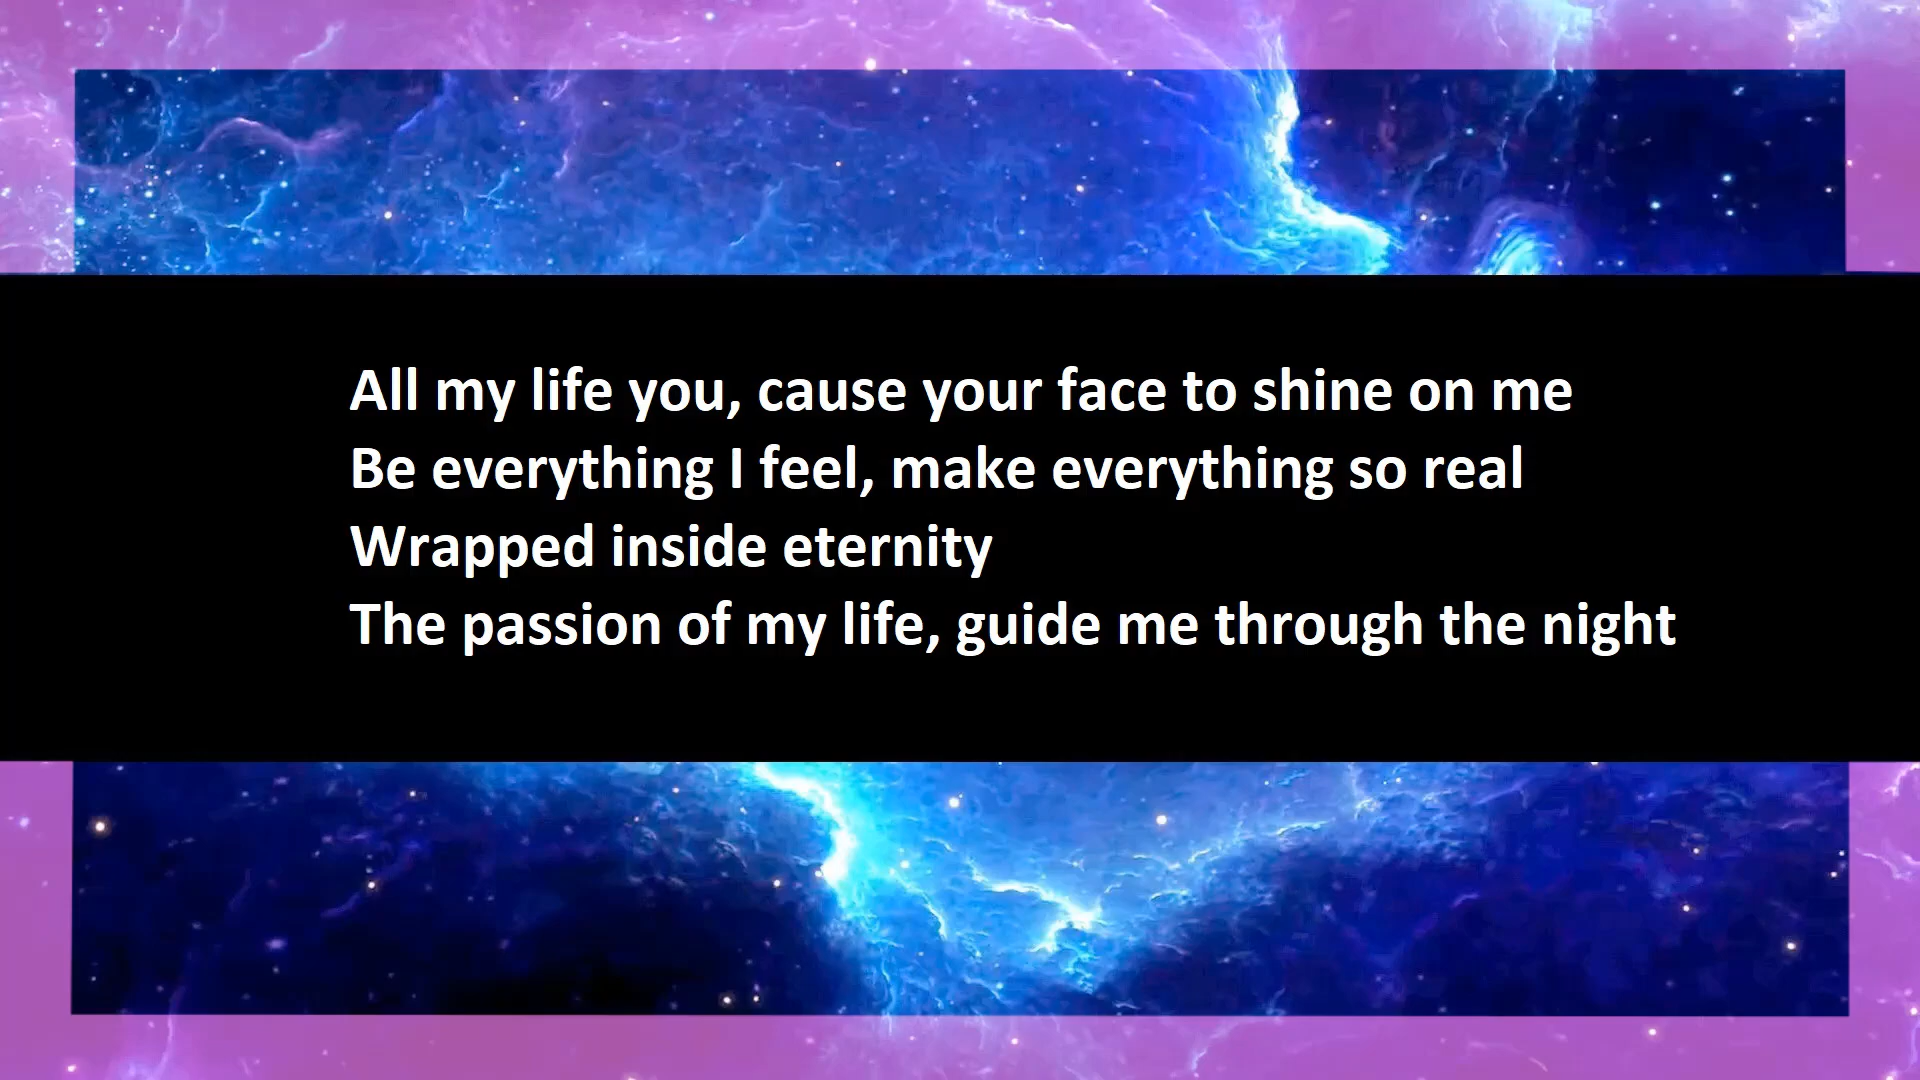 All my life you, cause your face to shine on me
Be everything I feel, make everything so real
Wrapped inside eternity
The passion of my life, guide me through the night